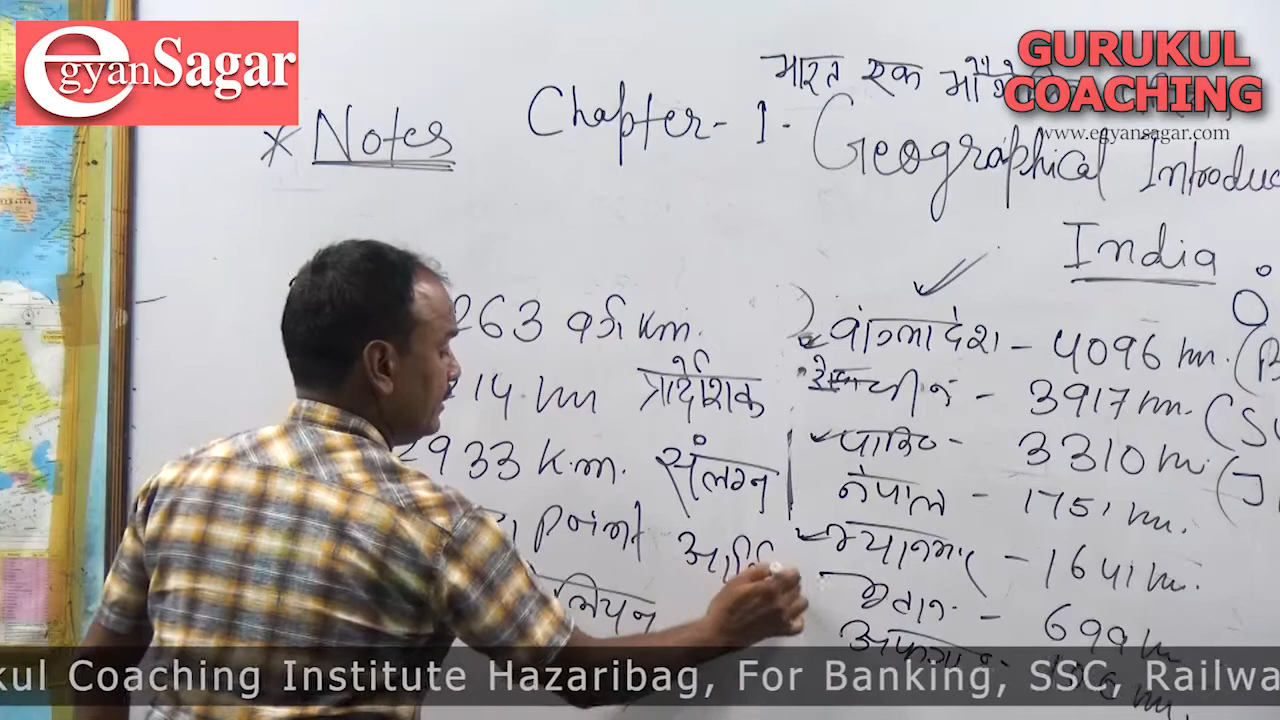 egyanSagar
GURUKUL
COACHING
www.egyansagar.com
भारत एक
* Notes Chapter- 1. Geographical Introduc
India
263 वर्ग km. बांग्लादेश - 4096 km. (B
14 km प्रादेशिक चीन - 3917 km.
2933 k.m. संलग्न पाकि० - 3310 km
नेपाल - 1751 km.
point म्यानमार - 1641 km.
भूतान - 699 km
kul Coaching Institute Hazaribag, For Banking, SSC, Railwa